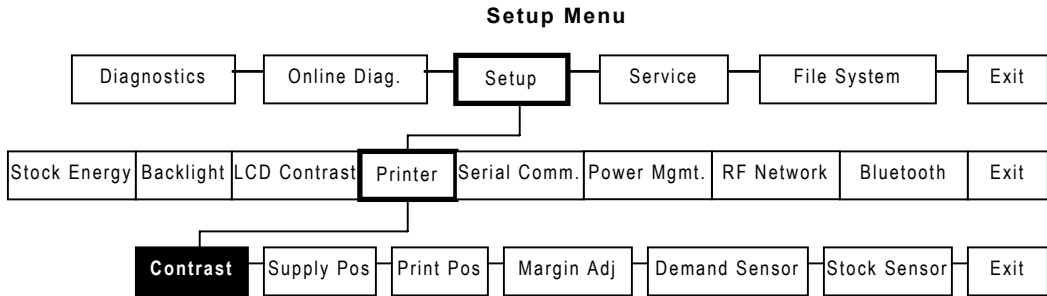 Setup Menu
Diagnostics Online Diag. Setup Service File System Exit
Stock Energy Backlight LCD Contrast Printer Serial Comm. Power Mgmt. RF Network Bluetooth Exit
Contrast Supply Pos Print Pos Margin Adj Demand Sensor Stock Sensor Exit